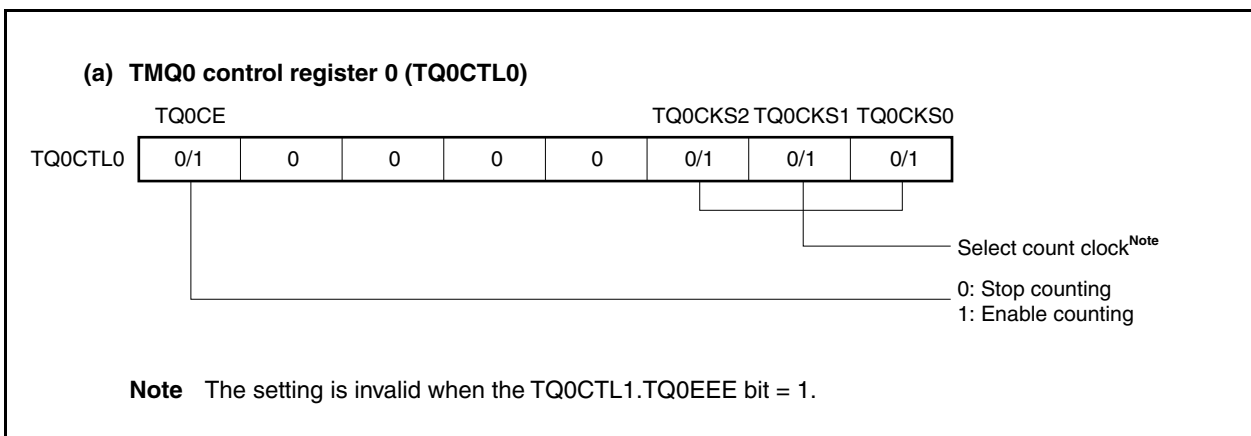 (a) TMQ0 control register 0 (TQ0CTL0)
TQ0CE TQ0CKS2 TQ0CKS1 TQ0CKS0
TQ0CTL0 0/1 0 0 0 0 0/1 0/1 0/1
Select count clockNote
0: Stop counting
1: Enable counting
Note The setting is invalid when the TQ0CTL1.TQ0EEE bit = 1.